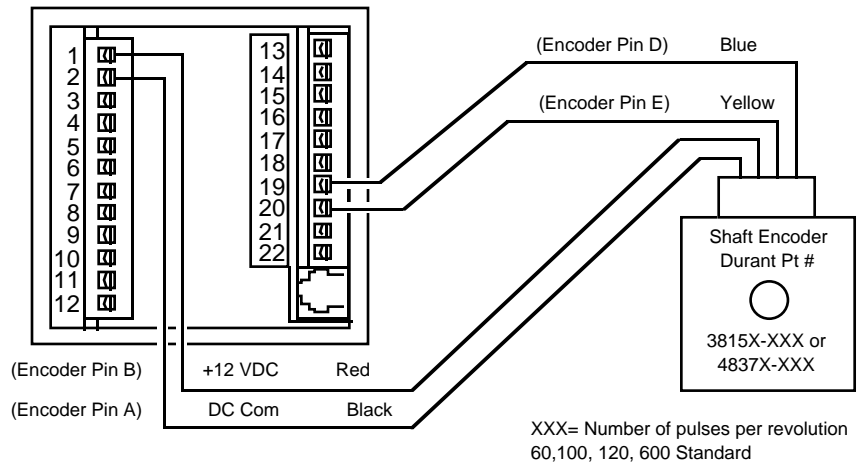 1
2
3
4
5
6
7
8
9
10
11
12
13
14
15
16
17
18
19
20
21
22
(Encoder Pin D) Blue
(Encoder Pin E) Yellow
Shaft Encoder
Durant Pt #
3815X-XXX or
4837X-XXX
(Encoder Pin B) +12 VDC Red
(Encoder Pin A) DC Com Black
XXX= Number of pulses per revolution
60,100, 120, 600 Standard